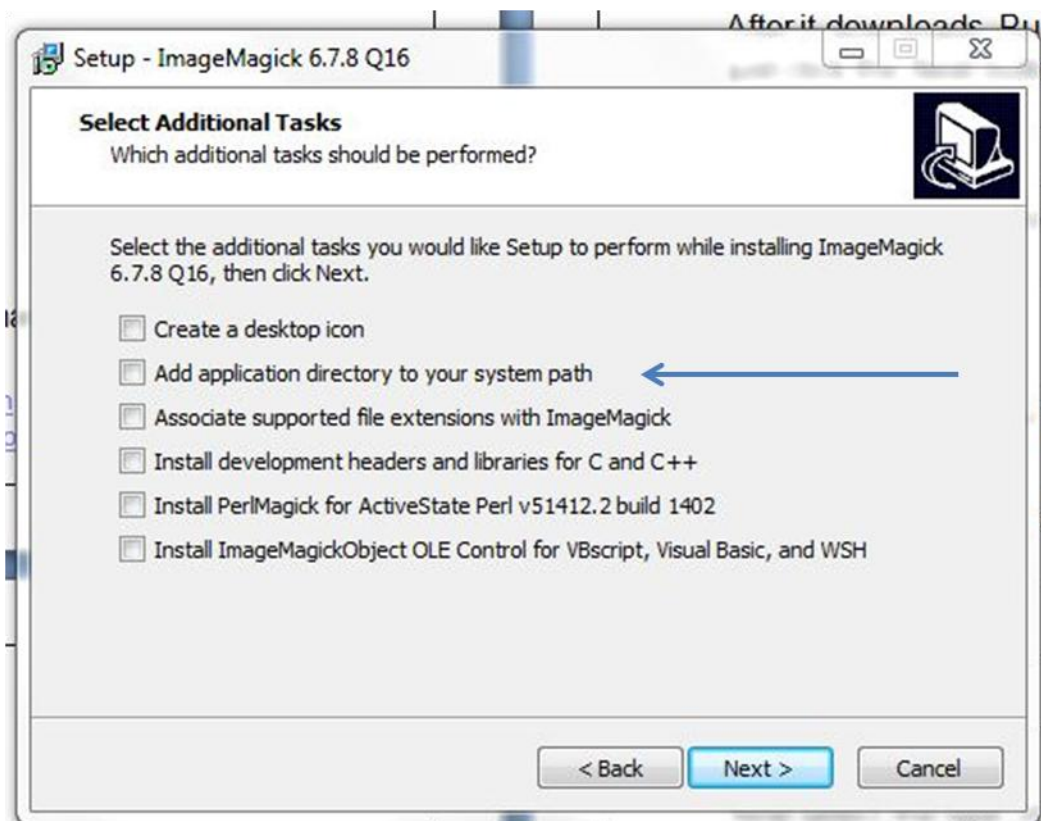 After it downloads, Ru
Setup - ImageMagick 6.7.8 Q16
Select Additional Tasks
Which additional tasks should be performed?
Select the additional tasks you would like Setup to perform while installing ImageMagick
6.7.8 Q16, then click Next.
Create a desktop icon
Add application directory to your system path
Associate supported file extensions with ImageMagick
Install development headers and libraries for C and C++
Install PerlMagick for ActiveState Perl v51412.2 build 1402
Install ImageMagickObject OLE Control for VBscript, Visual Basic, and WSH
< Back
Next >
Cancel